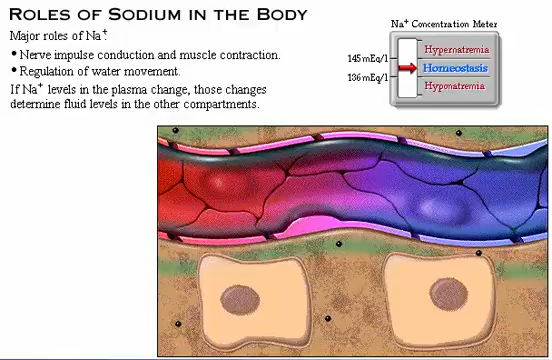 ROLES OF SODIUM IN THE BODY
Major roles of Na+:
• Nerve impulse conduction and muscle contraction.
• Regulation of water movement.
If Na+ levels in the plasma change, those changes
determine fluid levels in the other compartments.
Na+ Concentration Meter
Hypernatremia
145 mEq/l
Homeostasis
136 mEq/l
Hyponatremia